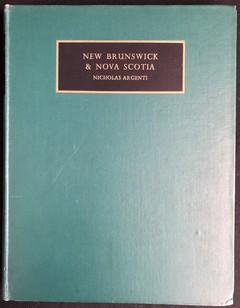 NEW BRUNSWICK
& NOVA SCOTIA
NICHOLAS ARGENTI